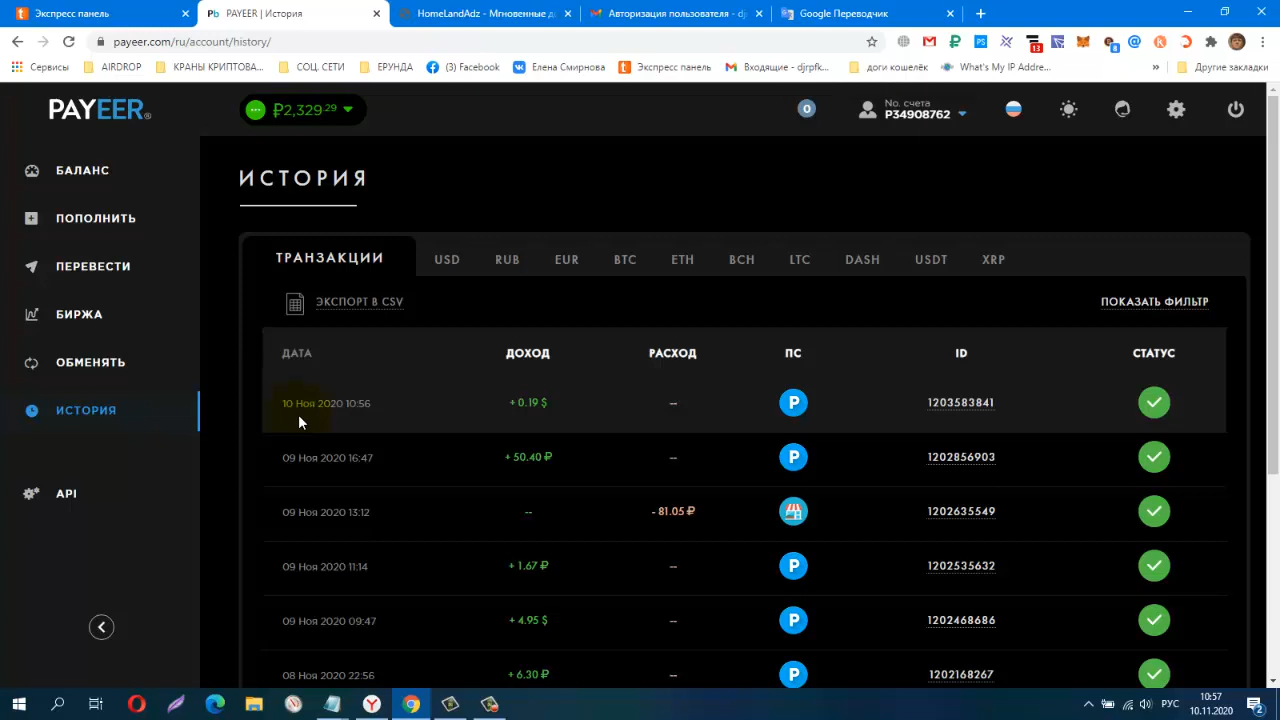 Экспресс панель
PAYEER | История
HomeLandAdz - Мгновенные д
Авторизация пользователя - dj
Google Переводчик
payeer.com/ru/account/history/
13
8
Сервисы
AIRDROP
КРАНЫ КРИПТОВА...
СОЦ. СЕТИ
ЕРУНДА
(3) Facebook
Елена Смирнова
Экспресс панель
Входящие - djrpfk...
доги кошелёк
What's My IP Addre...
Другие закладки
PAYEER
₽2,329.29
0
No. счета
P34908762
БАЛАНС
ПОПОЛНИТЬ
ПЕРЕВЕСТИ
БИРЖА
ОБМЕНЯТЬ
ИСТОРИЯ
API
ИСТОРИЯ
ТРАНЗАКЦИИ USD RUB EUR BTC ETH BCH LTC DASH USDT XRP
ЭКСПОРТ В CSV
ПОКАЗАТЬ ФИЛЬТР
ДАТА ДОХОД РАСХОД ПС ID СТАТУС
10 Ноя 2020 10:56 + 0.19 $ -- P 1203583841
09 Ноя 2020 16:47 + 50.40 ₽ -- P 1202856903
09 Ноя 2020 13:12 -- - 81.05 ₽ 1202635549
09 Ноя 2020 11:14 + 1.67 ₽ -- P 1202535632
09 Ноя 2020 09:47 + 4.95 $ -- P 1202468686
08 Ноя 2020 22:56 + 6.30 ₽ -- P 1202168267
РУС
10:57
10.11.2020
2